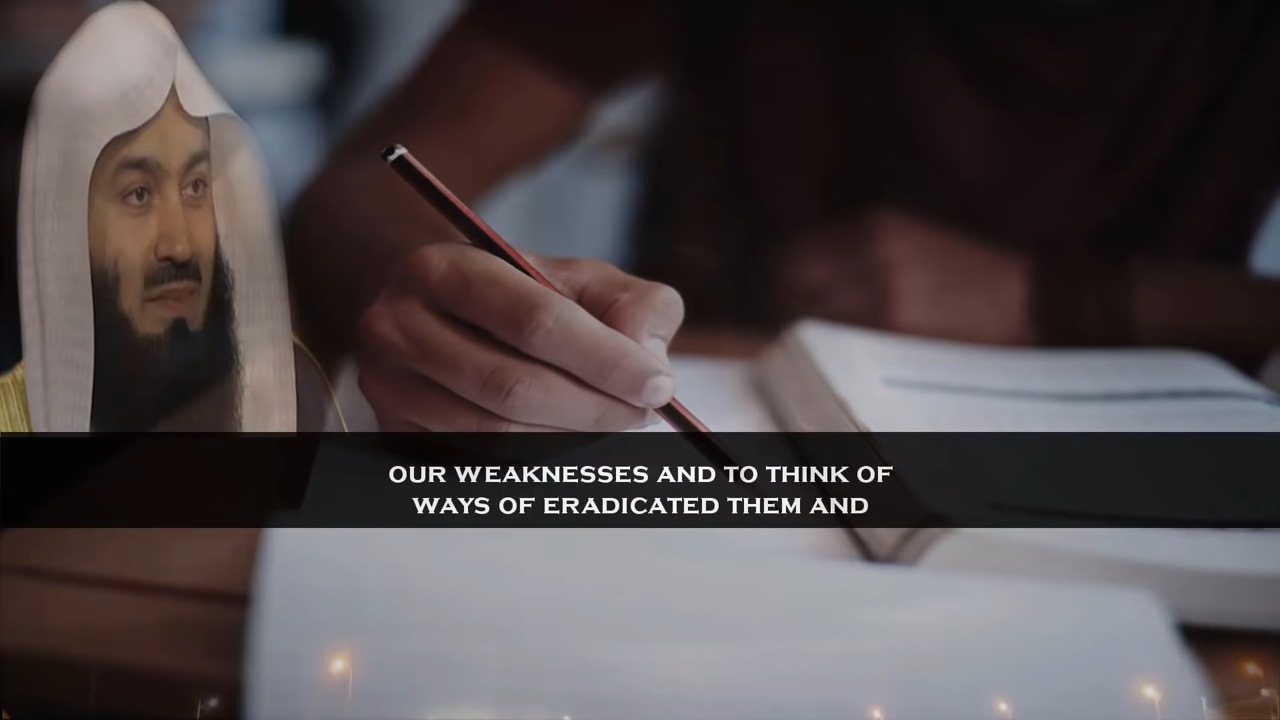 OUR WEAKNESSES AND TO THINK OF
WAYS OF ERADICATED THEM AND